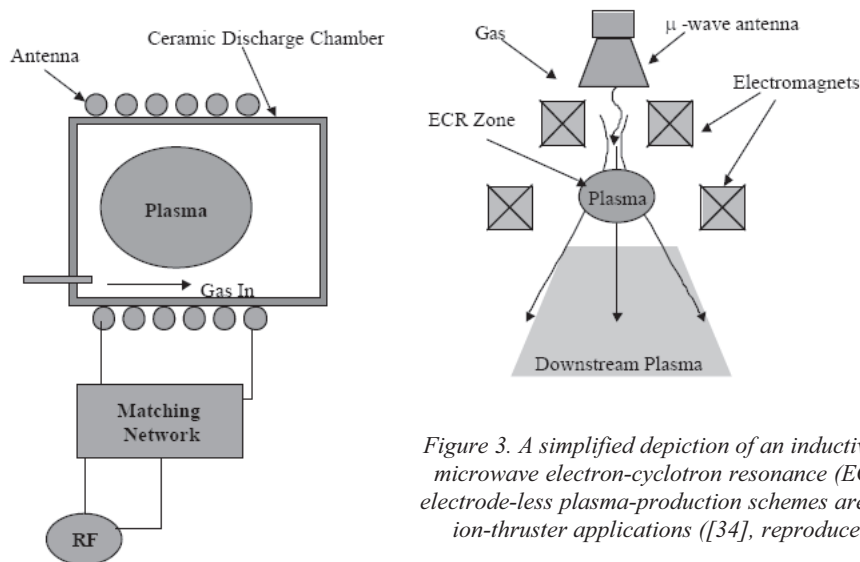 Antenna
Ceramic Discharge Chamber
Plasma
Gas In
Matching
Network
RF
Gas
μ -wave antenna
Electromagnets
ECR Zone
Plasma
Downstream Plasma
Figure 3. A simplified depiction of an inductiv
microwave electron-cyclotron resonance (EC
electrode-less plasma-production schemes are
ion-thruster applications ([34], reproduce